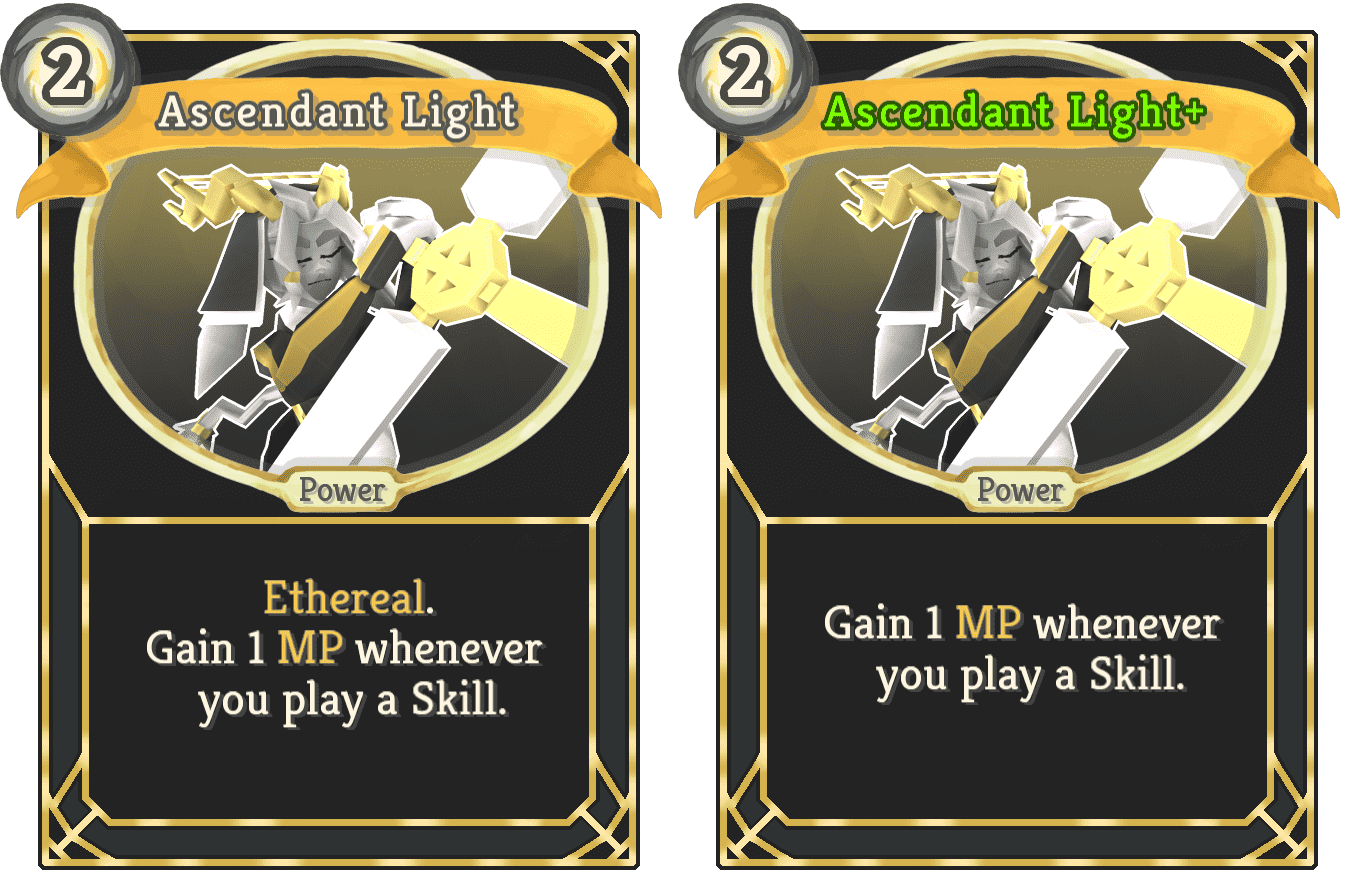 2
Ascendant Light
Power
Ethereal.
Gain 1 MP whenever
you play a Skill.
2
Ascendant Light+
Power
Gain 1 MP whenever
you play a Skill.